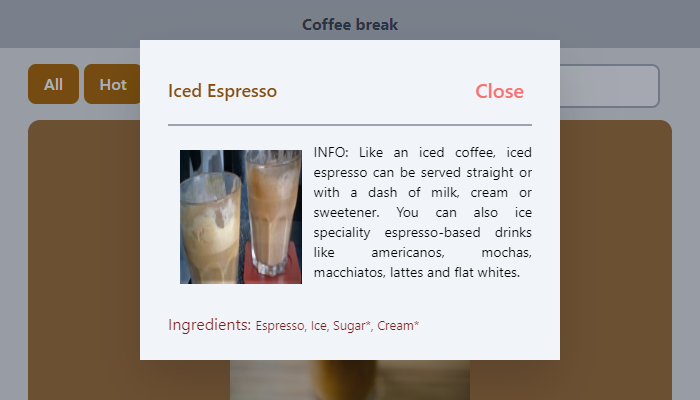 Coffee break
All Hot
Iced Espresso Close
INFO: Like an iced coffee, iced
espresso can be served straight or
with a dash of milk, cream or
sweetener. You can also ice
speciality espresso-based drinks
like americanos, mochas,
macchiatos, lattes and flat whites.
Ingredients: Espresso, Ice, Sugar*, Cream*